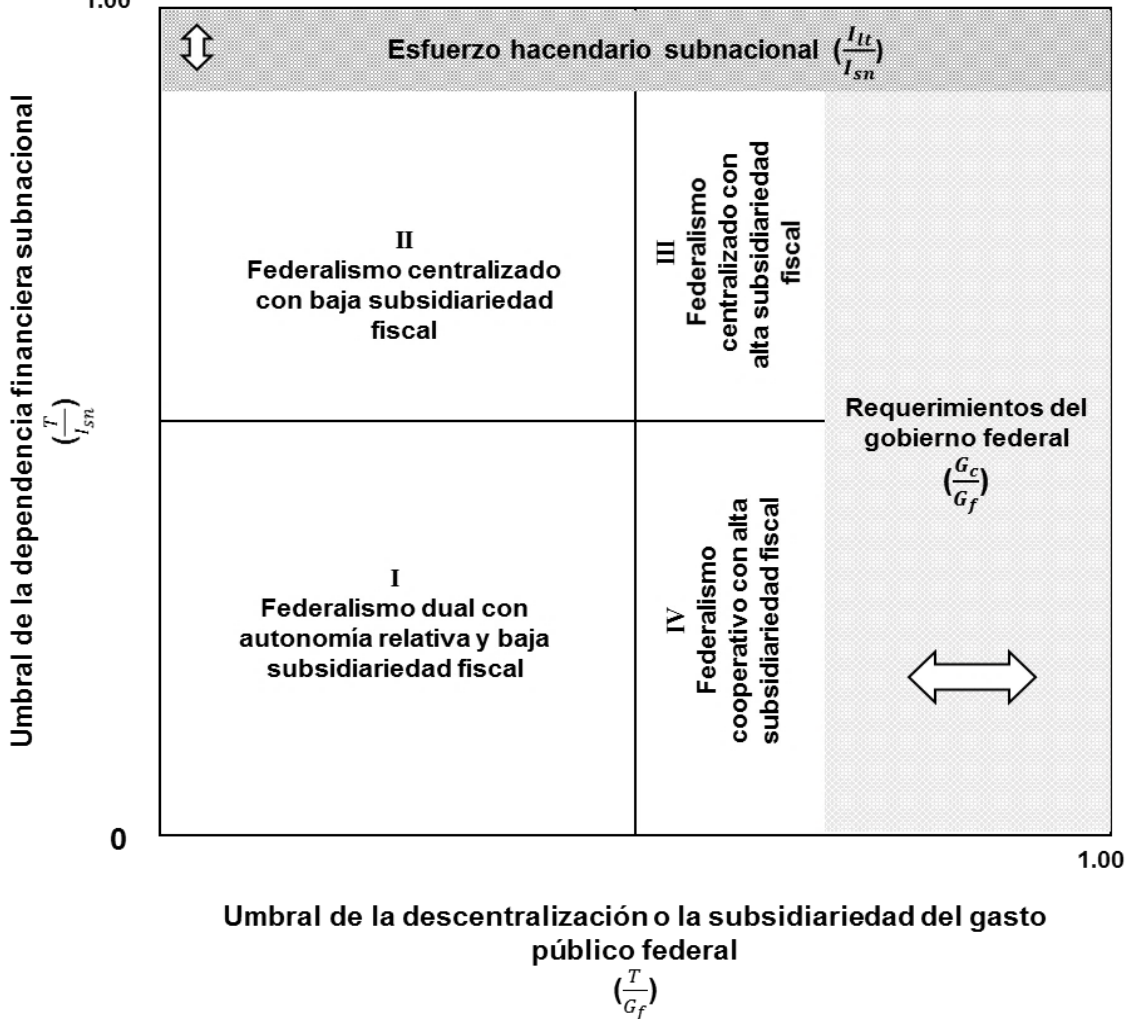 1.00
Esfuerzo hacendario subnacional (I_lt/I_sn)
Umbral de la dependencia financiera subnacional
(T/I_sn)
II
Federalismo centralizado
con baja subsidiariedad
fiscal
III
Federalismo
centralizado con
alta subsidiariedad
fiscal
Requerimientos del
gobierno federal
(G_c/G_f)
I
Federalismo dual con
autonomía relativa y baja
subsidiariedad fiscal
IV
Federalismo
cooperativo con alta
subsidiariedad fiscal
0
1.00
Umbral de la descentralización o la subsidiariedad del gasto
público federal
(T/G_f)